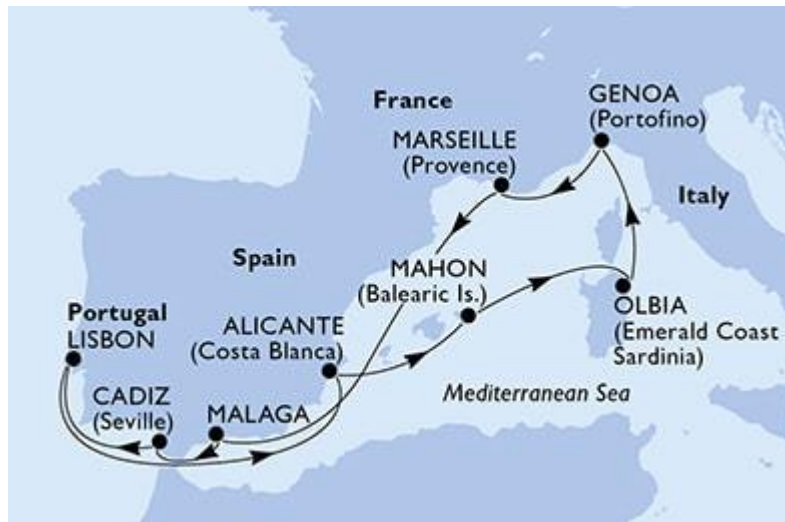 France
GENOA
(Portofino)
MARSEILLE
(Provence)
Italy
Spain
MAHON
(Balearic Is.)
Portugal
LISBON
ALICANTE
(Costa Blanca)
OLBIA
(Emerald Coast
Sardinia)
CADIZ
(Seville)
MALAGA
Mediterranean Sea